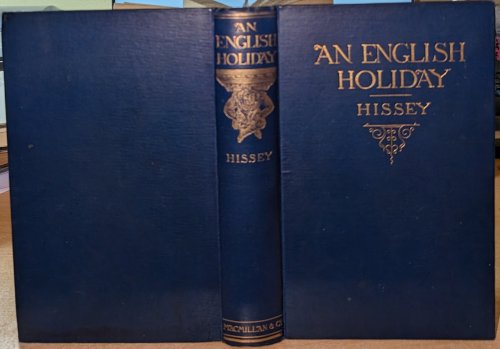 AN
ENGLISH
HOLIDAY
HISSEY
MACMILLAN & Co.
AN ENGLISH
HOLIDAY
HISSEY